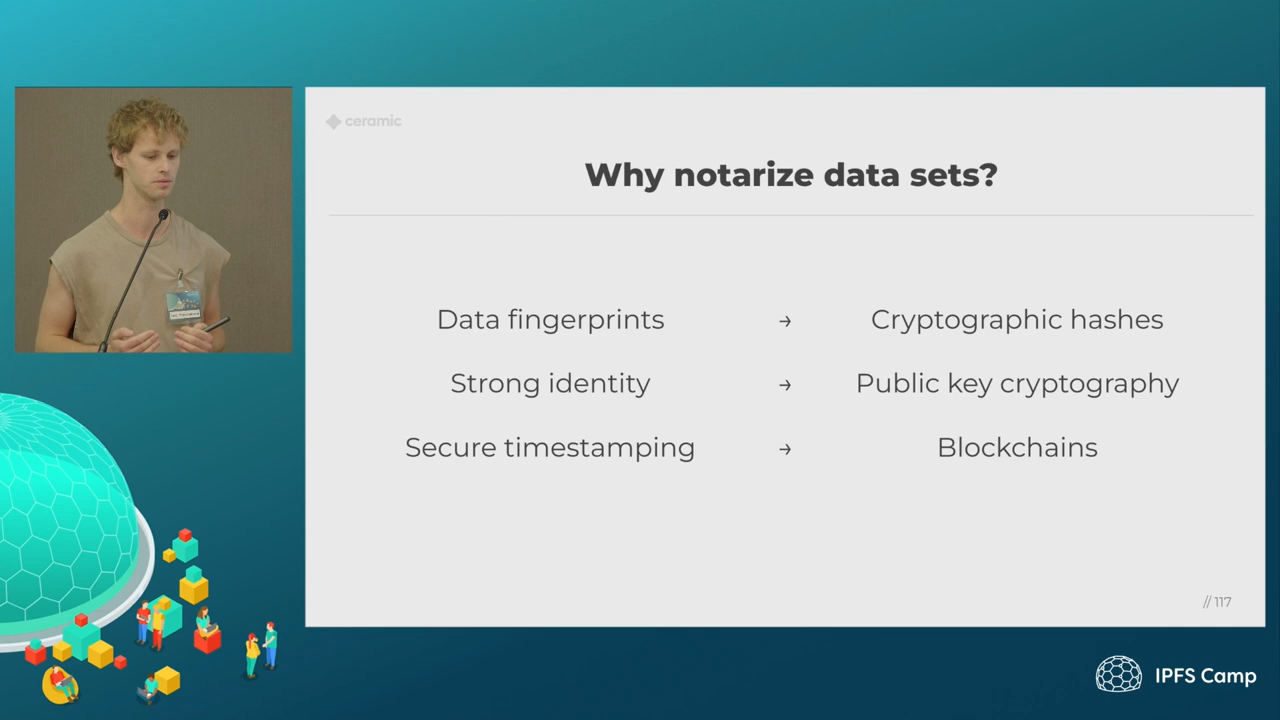 ceramic
Why notarize data sets?
Data fingerprints → Cryptographic hashes
Strong identity → Public key cryptography
Secure timestamping → Blockchains
// 117
IPFS Camp